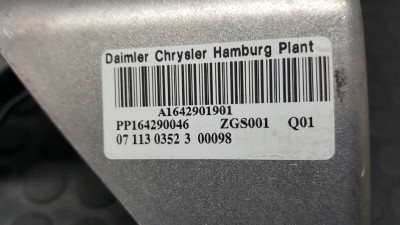 Daimler Chrysler Hamburg Plant
A1642901901
PP164290046 ZGS001 Q01
07 113 0352 3 00098